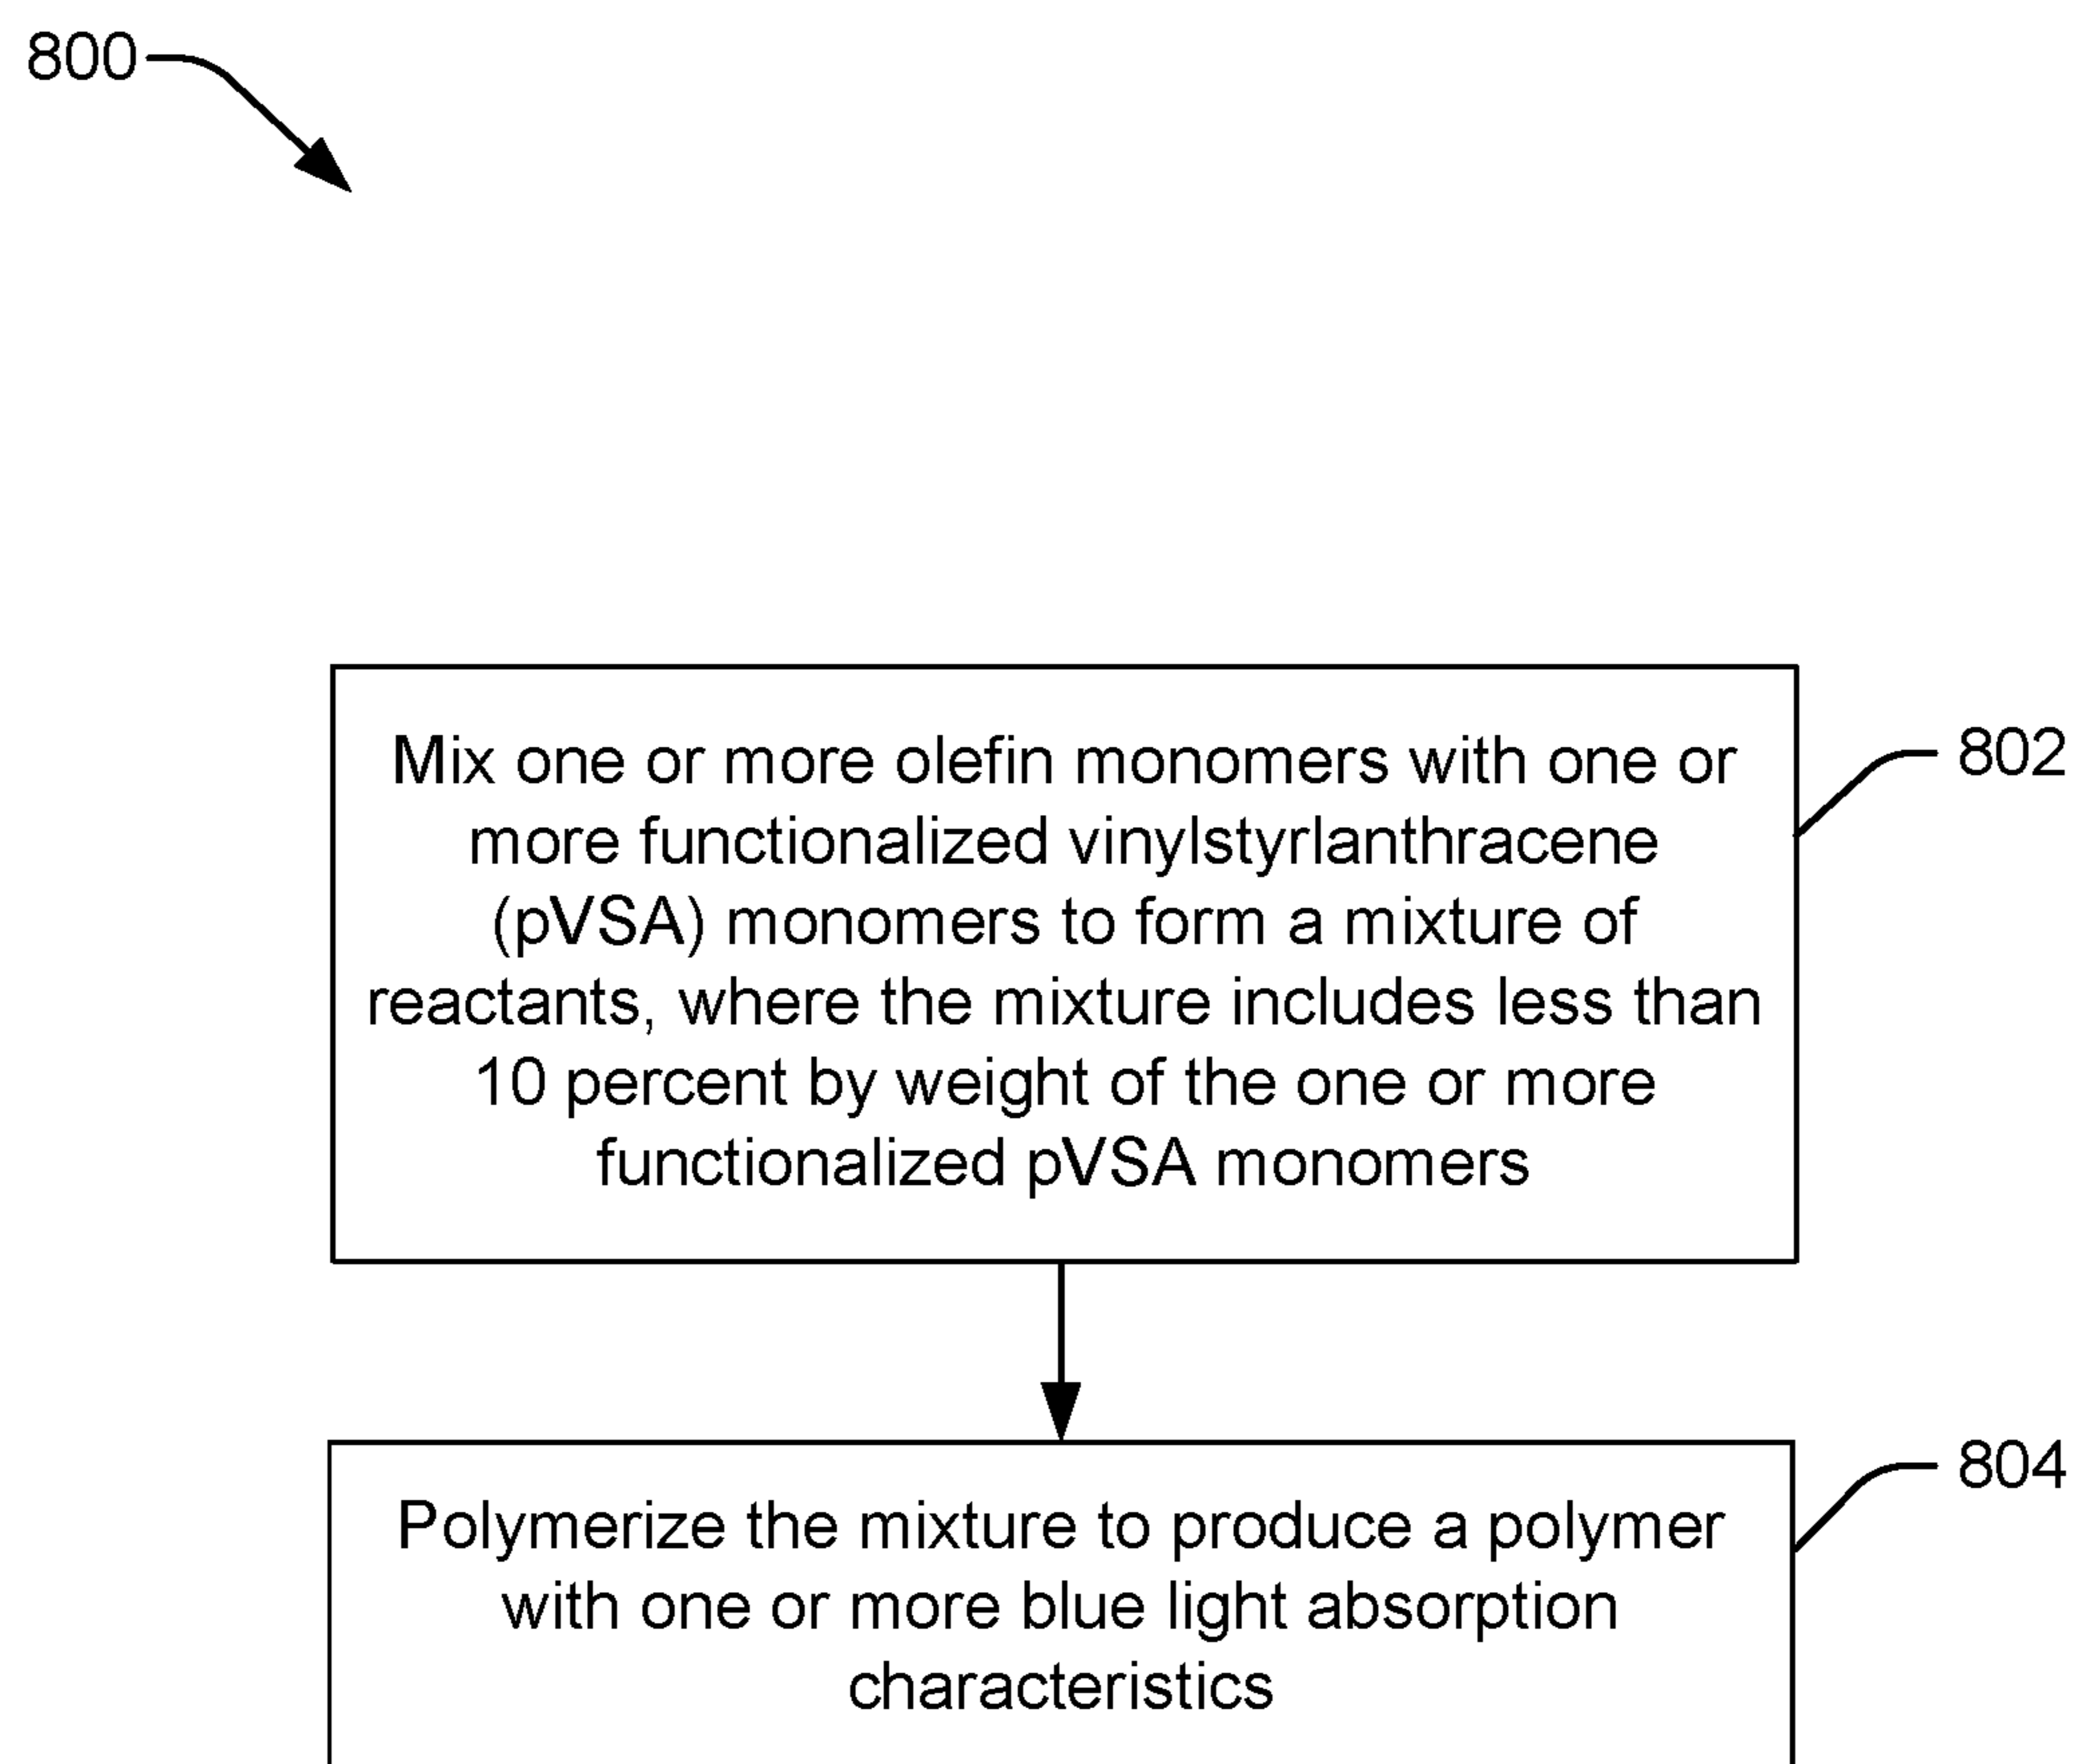 800
Mix one or more olefin monomers with one or
more functionalized vinylstyrlanthracene
(pVSA) monomers to form a mixture of
reactants, where the mixture includes less than
10 percent by weight of the one or more
functionalized pVSA monomers
802
Polymerize the mixture to produce a polymer
with one or more blue light absorption
characteristics
804